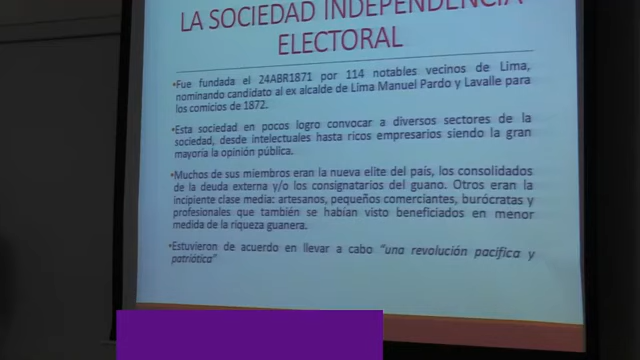 LA SOCIEDAD INDEPENDENCIA
ELECTORAL
•Fue fundada el 24ABR1871 por 114 notables vecinos de Lima,
nominando candidato al ex alcalde de Lima Manuel Pardo y Lavalle para
los comicios de 1872.
•Esta sociedad en pocos logro convocar a diversos sectores de la
sociedad, desde intelectuales hasta ricos empresarios siendo la gran
mayoría la opinión pública.
•Muchos de sus miembros eran la nueva elite del país, los consolidados
de la deuda externa y/o los consignatarios del guano. Otros eran la
incipiente clase media: artesanos, pequeños comerciantes, burócratas y
profesionales que también se habían visto beneficiados en menor
medida de la riqueza guanera.
•Estuvieron de acuerdo en llevar a cabo "una revolución pacifica y
patriótica"